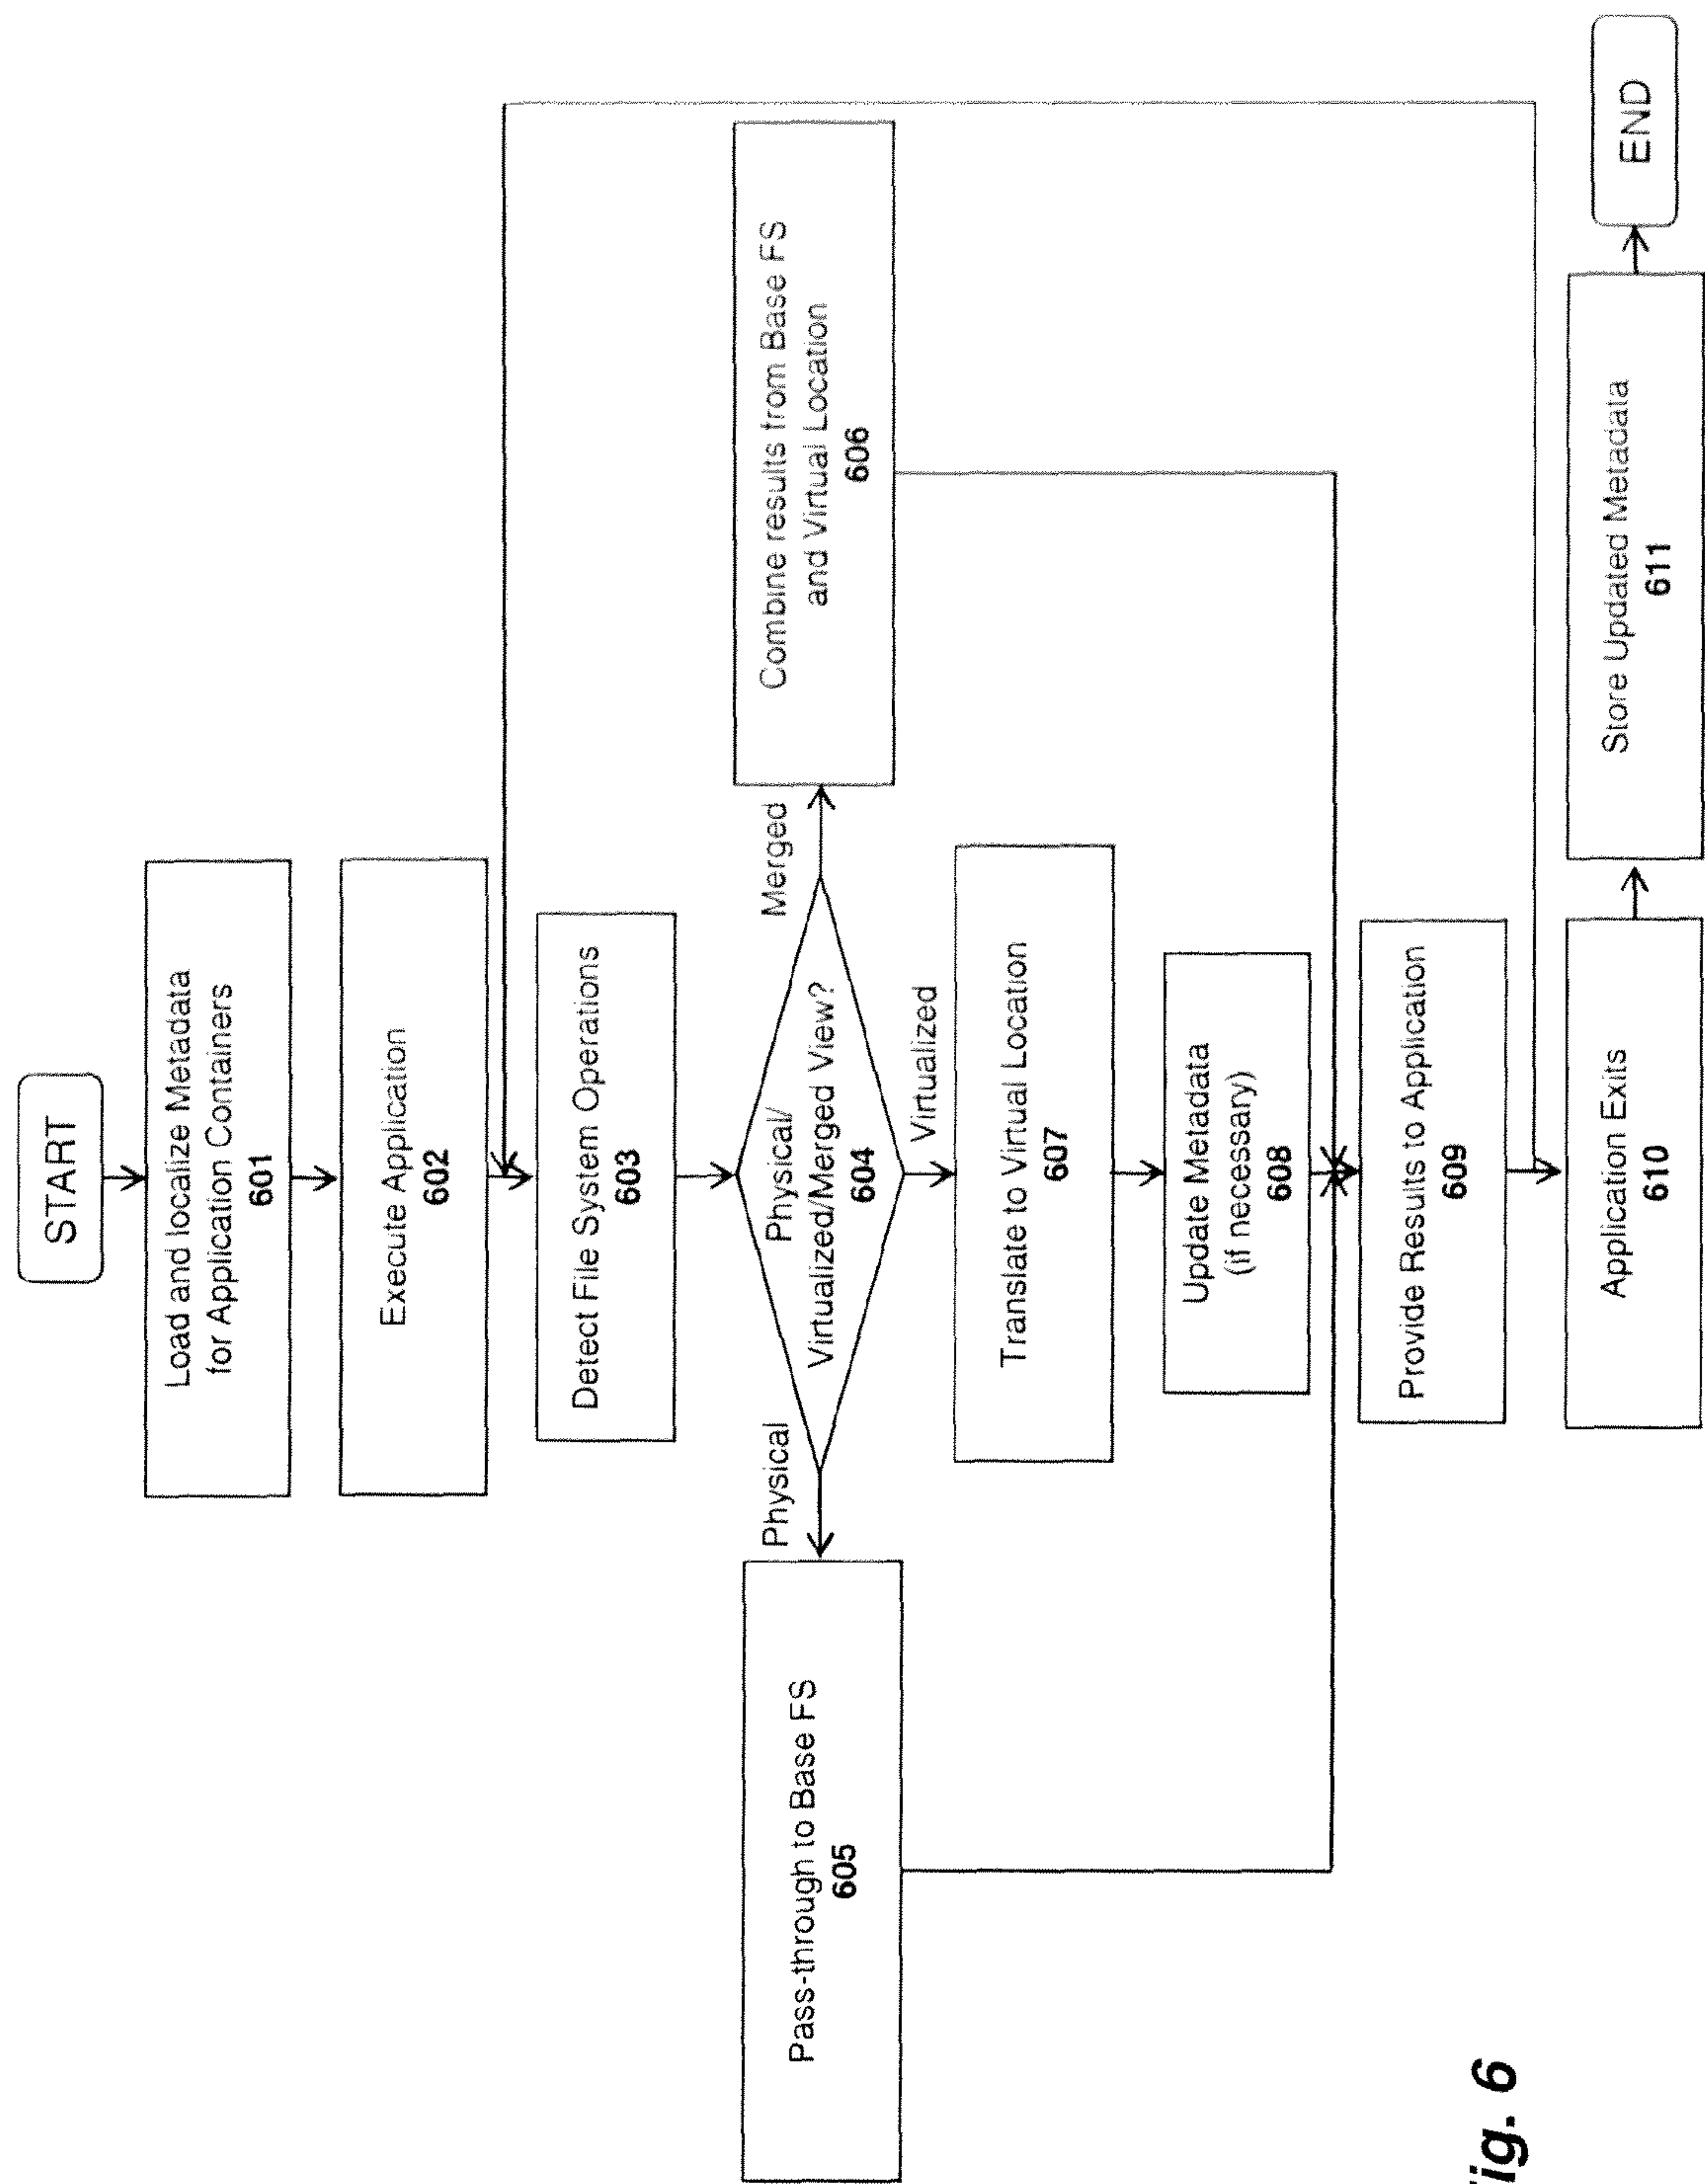 START
Load and localize Metadata
for Application Containers
601
Execute Application
602
Detect File System Operations
603
Physical/
Virtualized/Merged View?
604
Physical
Merged
Virtualized
Pass-through to Base FS
605
Combine results from Base FS
and Virtual Location
606
Translate to Virtual Location
607
Update Metadata
(if necessary)
608
Provide Results to Application
609
Application Exits
610
Store Updated Metadata
611
END
ig. 6